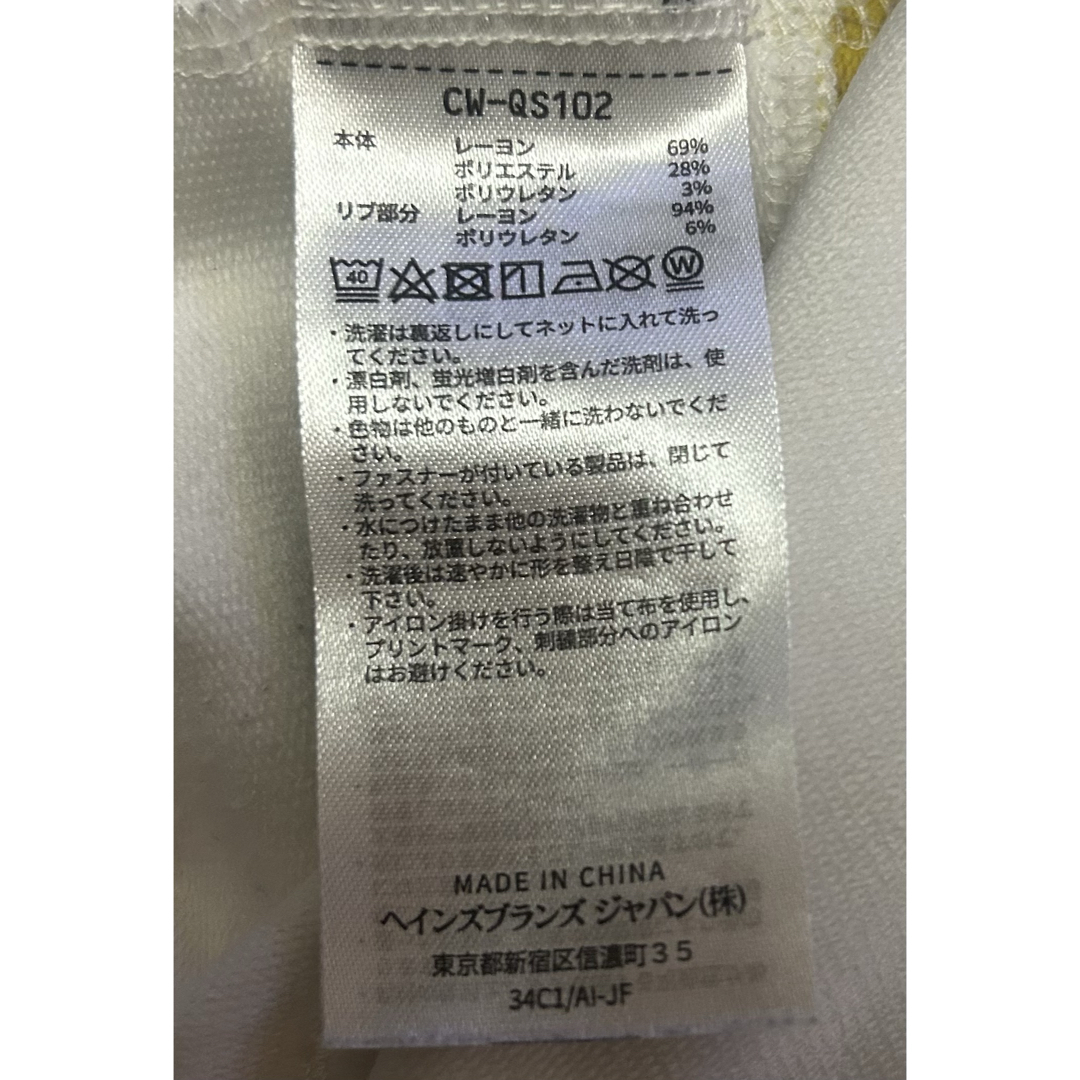 CW-QS102
本体 レーヨン 69%
ポリエステル 28%
ポリウレタン 3%
リブ部分 レーヨン 94%
ポリウレタン 6%
40 W
・洗濯は裏返しにしてネットに入れて洗っ
てください。
・漂白剤、蛍光増白剤を含んだ洗剤は、使
用しないでください。
・色物は他のものと一緒に洗わないでくだ
さい。
・ファスナーが付いている製品は、閉じて
洗ってください。
・水につけたまま他の洗濯物と重ね合わせ
たり、放置しないようにしてください。
・洗濯後は速やかに形を整え日陰で干して
下さい。
・アイロン掛けを行う際は当て布を使用し、
プリントマーク、刺繍部分へのアイロン
はお避けください。
MADE IN CHINA
ヘインズブランズ ジャパン(株)
東京都新宿区信濃町35
34C1/AI-JF